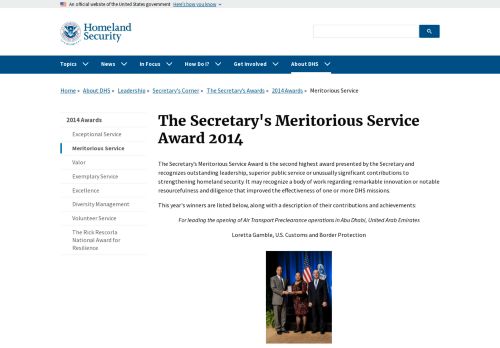 An official website of the United States government Here's how you know
Homeland
Security
Topics News In Focus How Do I? Get Involved About DHS
Home » About DHS » Leadership » Secretary's Corner » The Secretary's Awards » 2014 Awards » Meritorious Service
2014 Awards
Exceptional Service
Meritorious Service
Valor
Exemplary Service
Excellence
Diversity Management
Volunteer Service
The Rick Rescorla
National Award for
Resilience
The Secretary's Meritorious Service
Award 2014
The Secretary's Meritorious Service Award is the second highest award presented by the Secretary and
recognizes outstanding leadership, superior public service or unusually significant contributions to
strengthening homeland security. It may recognize a body of work regarding remarkable innovation or notable
resourcefulness and diligence that improved the effectiveness of one or more DHS missions.
This year's winners are listed below, along with a description of their contributions and achievements:
For leading the opening of Air Transport Preclearance operations in Abu Dhabi, United Arab Emirates
Loretta Gamble, U.S. Customs and Border Protection